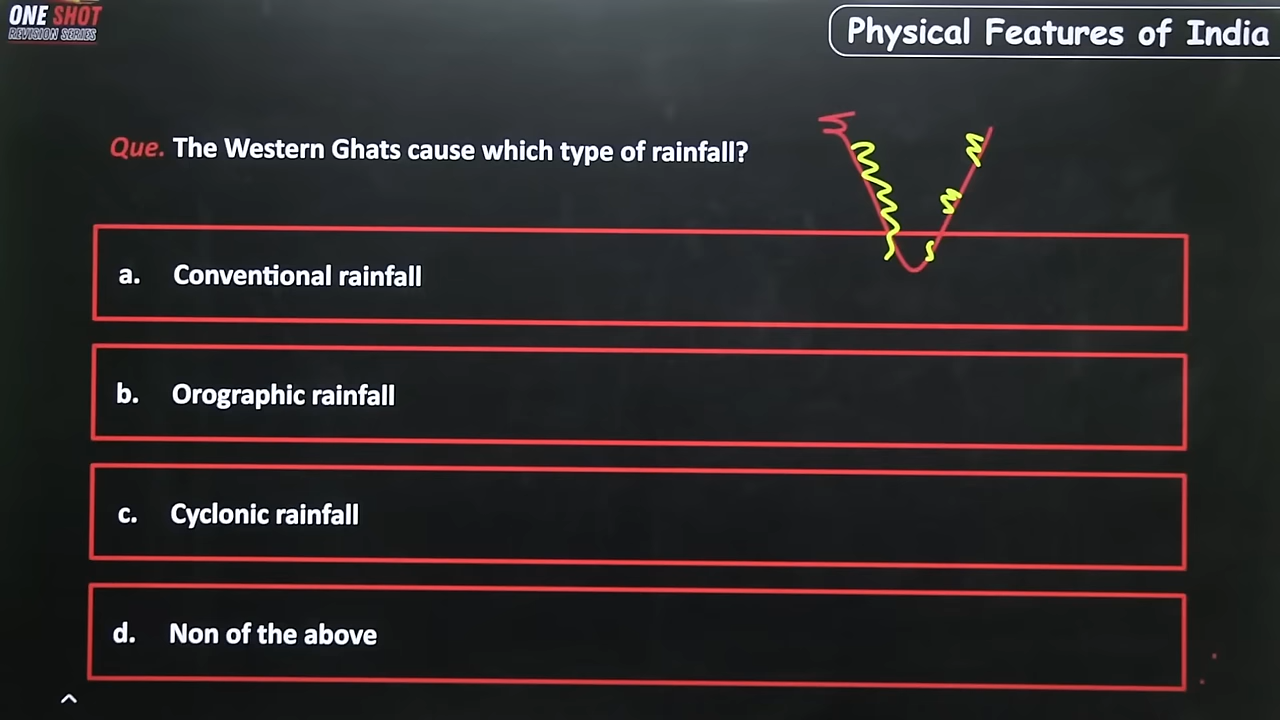 ONE SHOT
REVISION SERIES
Physical Features of India
Que. The Western Ghats cause which type of rainfall?
a. Conventional rainfall
b. Orographic rainfall
c. Cyclonic rainfall
d. Non of the above